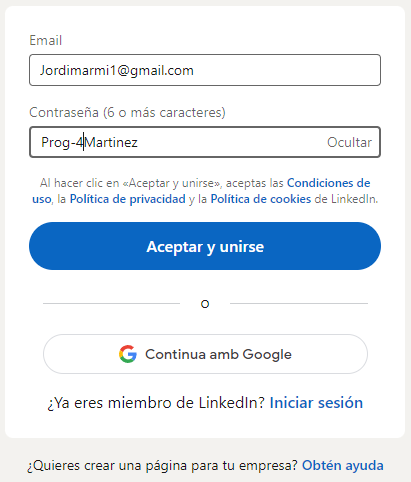 Email
Jordimarmi1@gmail.com
Contraseña (6 o más caracteres)
Prog-4Martinez Ocultar
Al hacer clic en «Aceptar y unirse», aceptas las Condiciones de
uso, la Política de privacidad y la Política de cookies de LinkedIn.
Aceptar y unirse
o
Continua amb Google
¿Ya eres miembro de LinkedIn? Iniciar sesión
¿Quieres crear una página para tu empresa? Obtén ayuda